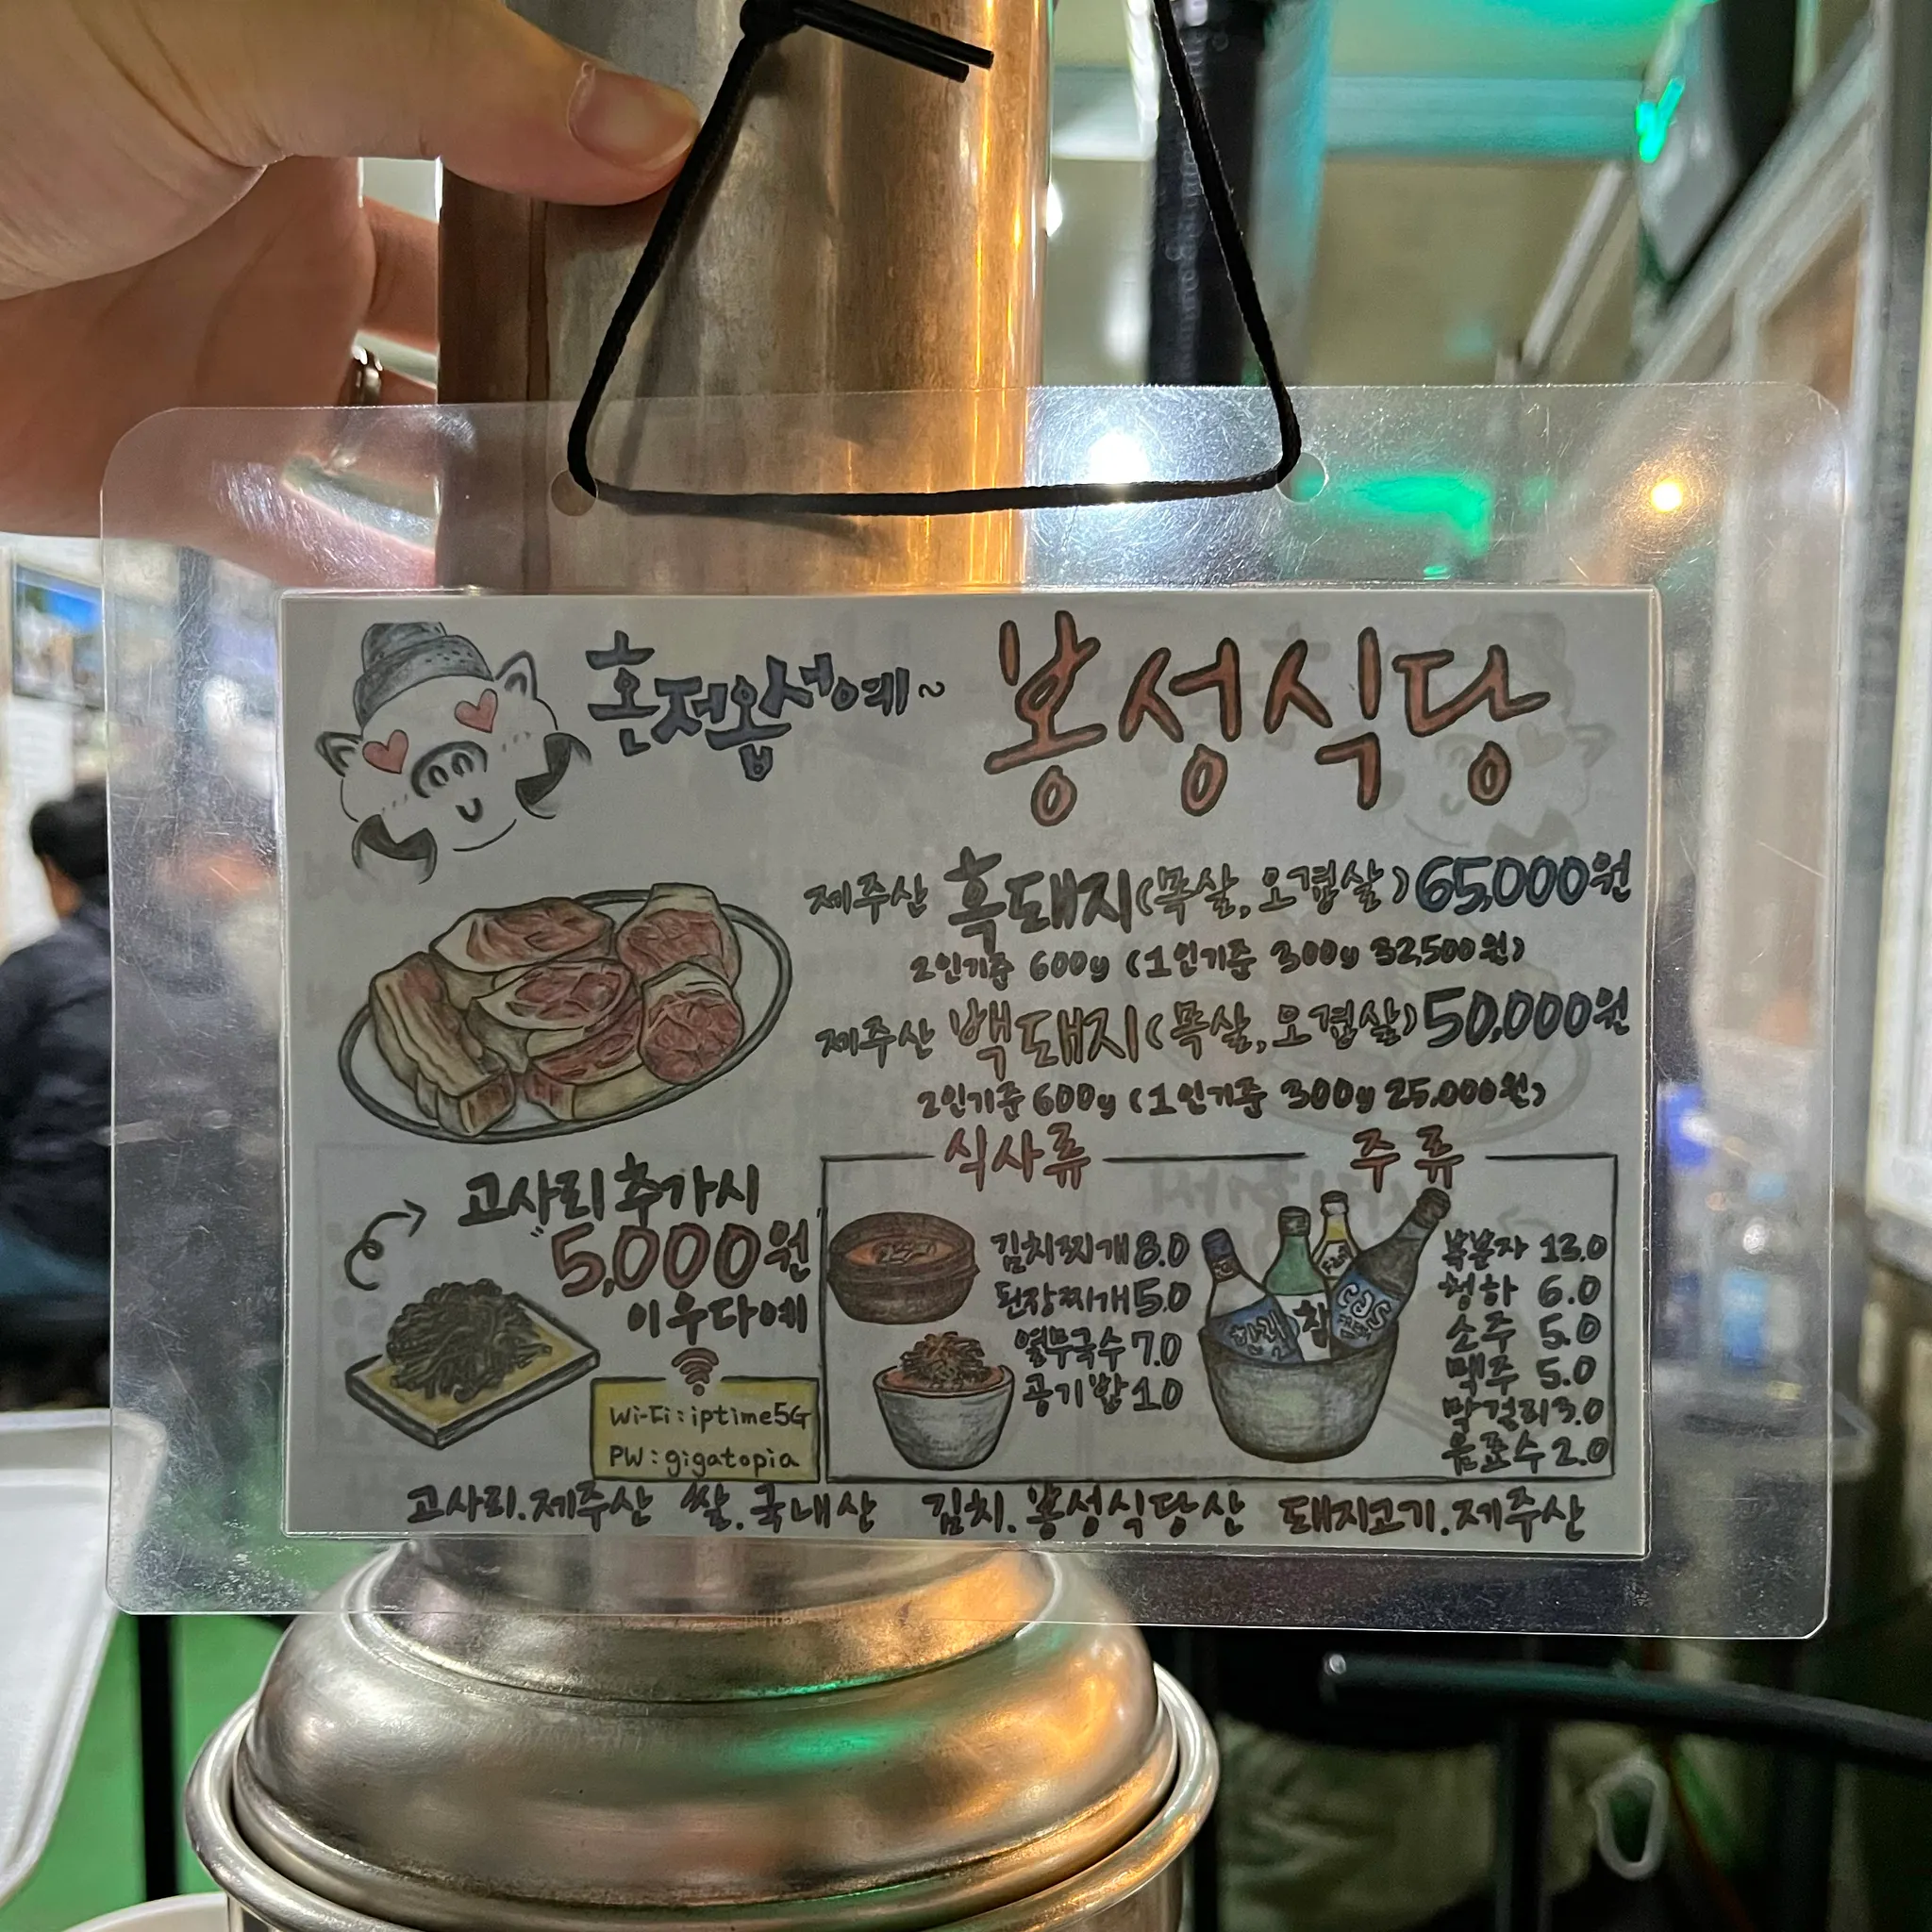 혼저옵서예~ 봉성식당
제주산 흑돼지(목살,오겹살) 65,000원
2인기준 600g (1인기준 300g 32,500원)
제주산 백돼지(목살,오겹살) 50,000원
2인기준 600g (1인기준 300g 25,000원)
고사리 추가시
5,000원
이우다예
Wi-Fi : iptime5G
PW : gigatopia
식사류
김치찌개 8.0
된장찌개 5.0
열무국수 7.0
공기밥 1.0
주류
한라
참
복분자 13.0
청하 6.0
소주 5.0
맥주 5.0
막걸리 3.0
음료수 2.0
고사리.제주산 쌀.국내산 김치.봉성식당산 돼지고기.제주산